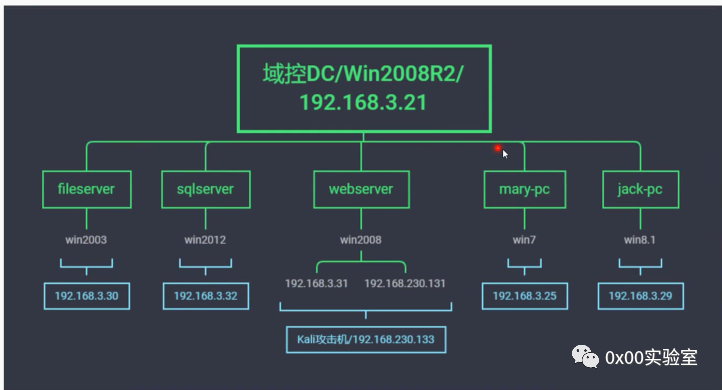 域控DC/Win2008R2/
192.168.3.21
fileserver
sqlserver
webserver
mary-pc
jack-pc
win2003
win2012
win2008
win7
win8.1
192.168.3.31
192.168.230.131
192.168.3.30
192.168.3.32
192.168.3.25
192.168.3.29
Kali攻击机/192.168.230.133
0x00实验室